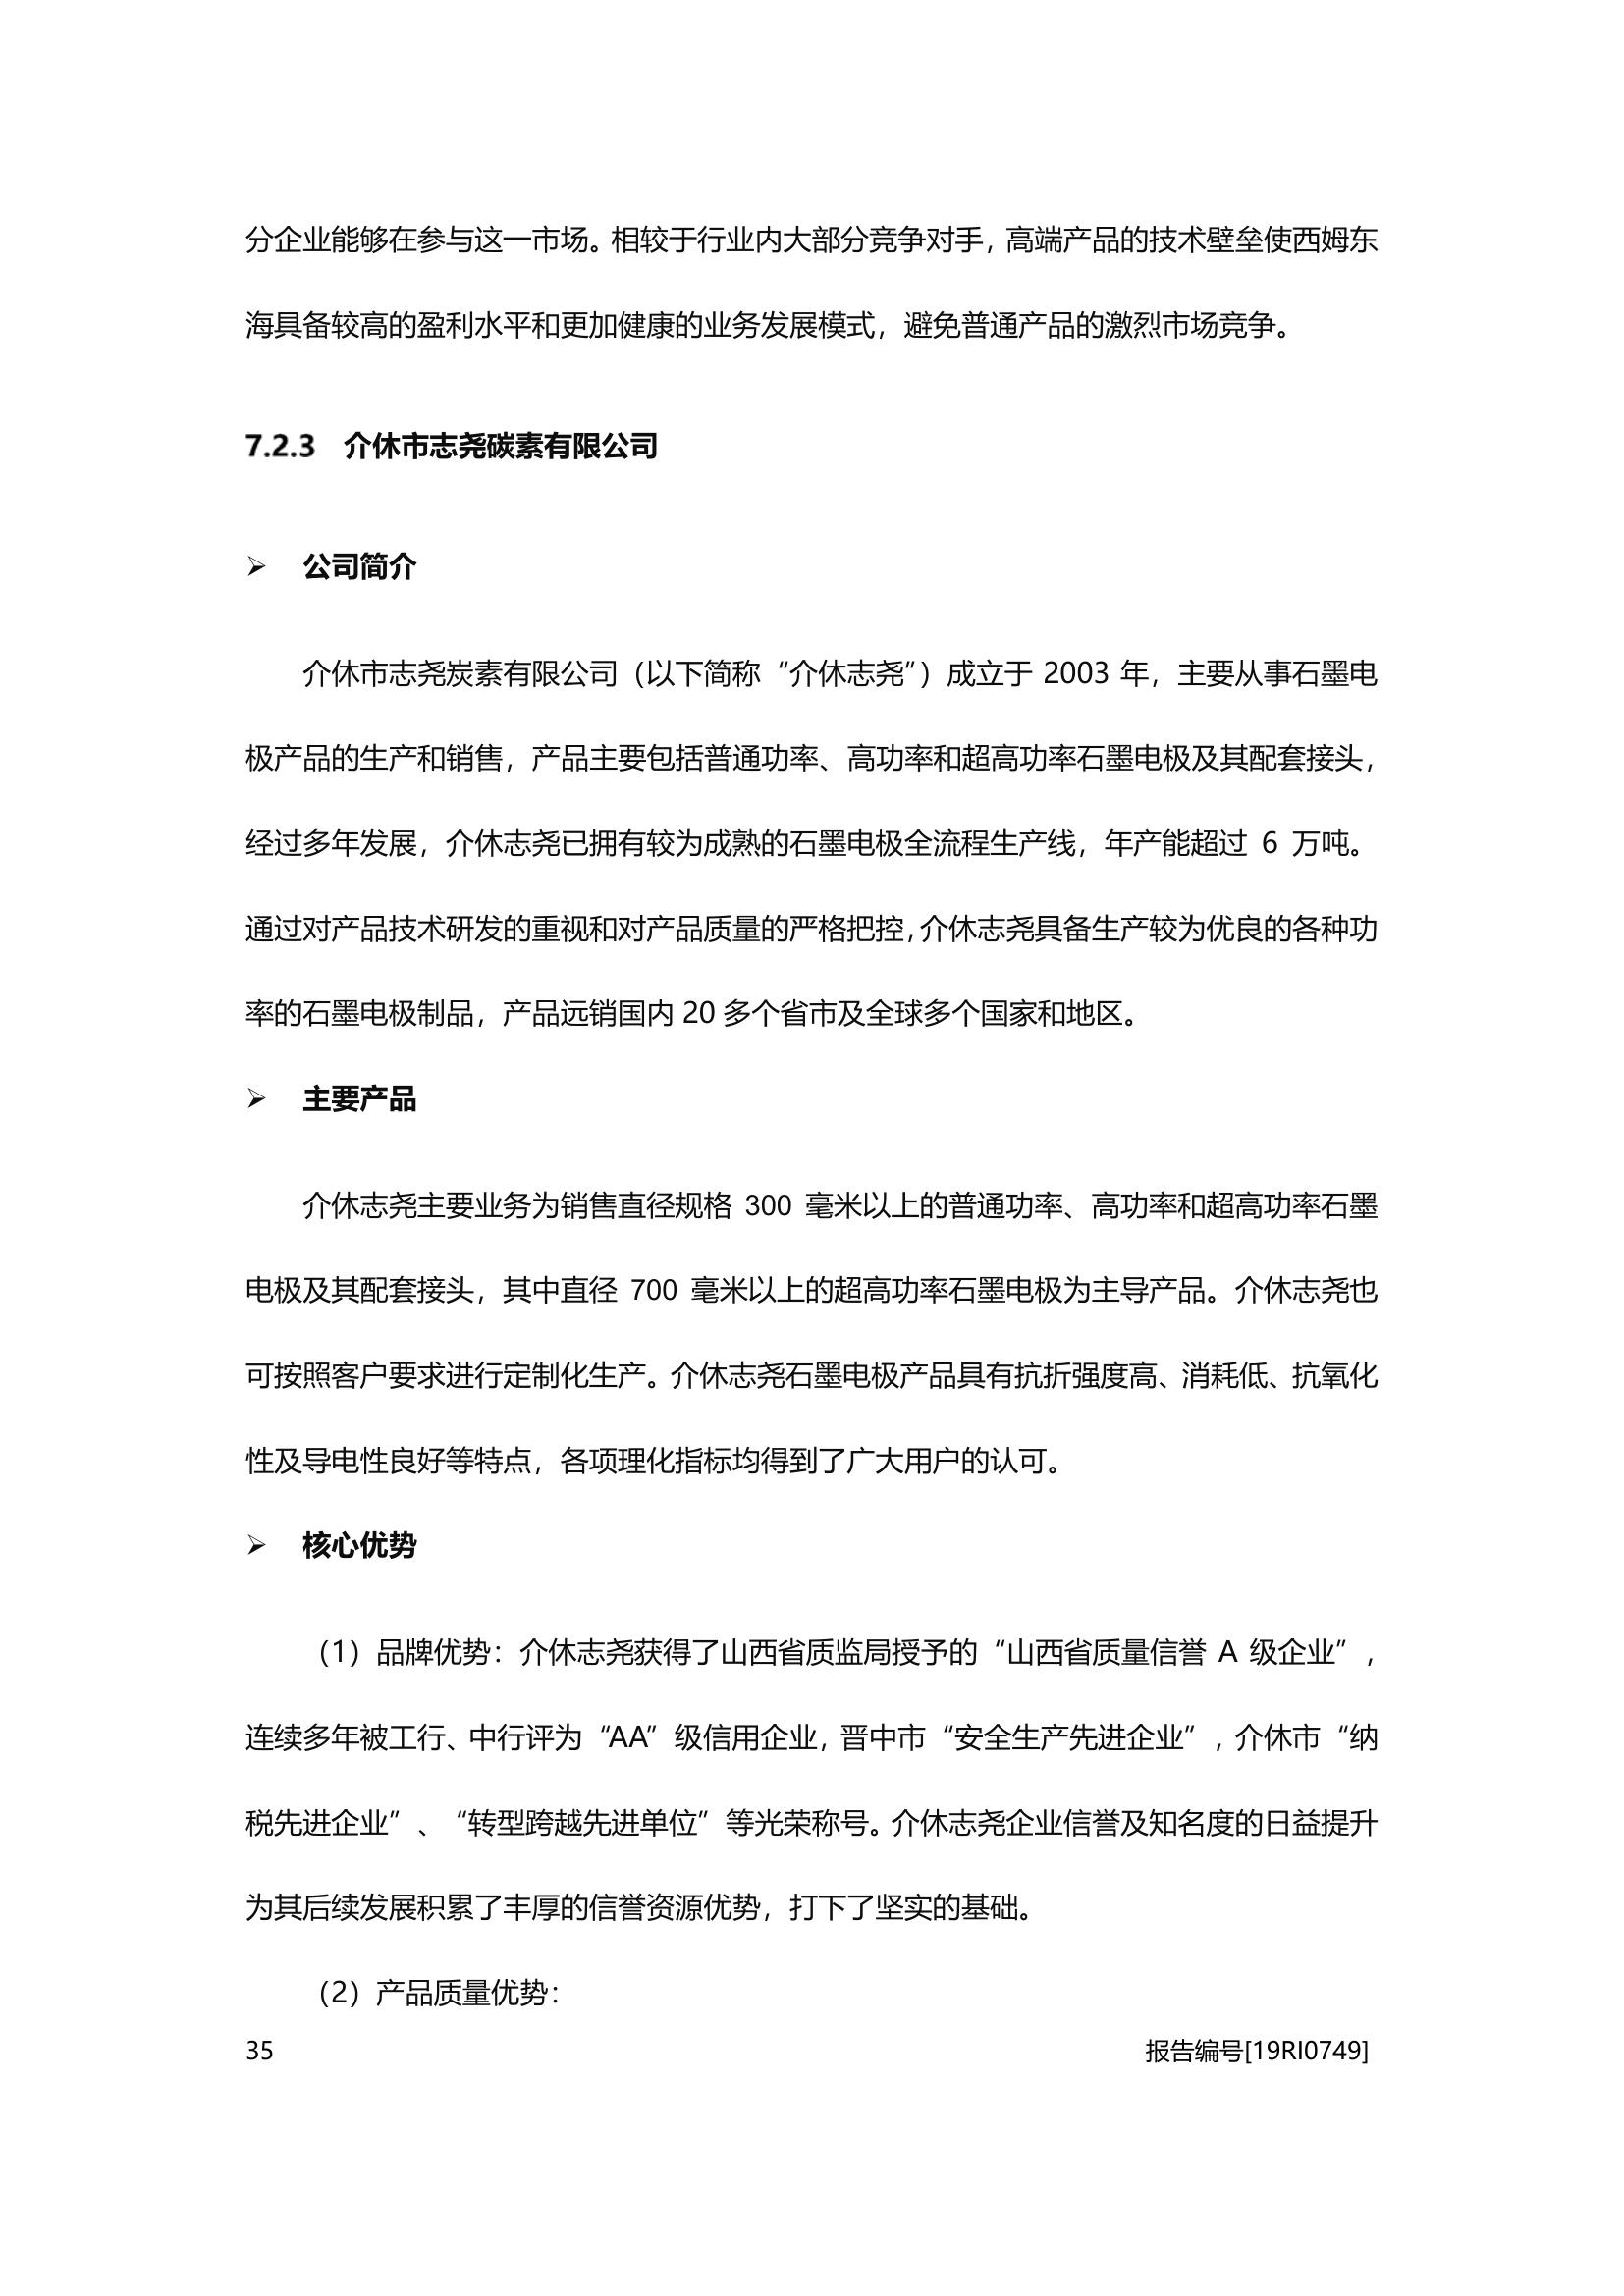 分企业能够在参与这一市场。相较于行业内大部分竞争对手，高端产品的技术壁垒使西姆东
海具备较高的盈利水平和更加健康的业务发展模式，避免普通产品的激烈市场竞争。
7.2.3 介休市志尧碳素有限公司
➢ 公司简介
介休市志尧炭素有限公司（以下简称“介休志尧”）成立于 2003 年，主要从事石墨电
极产品的生产和销售，产品主要包括普通功率、高功率和超高功率石墨电极及其配套接头，
经过多年发展，介休志尧已拥有较为成熟的石墨电极全流程生产线，年产能超过 6 万吨。
通过对产品技术研发的重视和对产品质量的严格把控，介休志尧具备生产较为优良的各种功
率的石墨电极制品，产品远销国内 20 多个省市及全球多个国家和地区。
➢ 主要产品
介休志尧主要业务为销售直径规格 300 毫米以上的普通功率、高功率和超高功率石墨
电极及其配套接头，其中直径 700 毫米以上的超高功率石墨电极为主导产品。介休志尧也
可按照客户要求进行定制化生产。介休志尧石墨电极产品具有抗折强度高、消耗低、抗氧化
性及导电性良好等特点，各项理化指标均得到了广大用户的认可。
➢ 核心优势
（1）品牌优势：介休志尧获得了山西省质监局授予的“山西省质量信誉 A 级企业”，
连续多年被工行、中行评为“AA”级信用企业，晋中市“安全生产先进企业”，介休市“纳
税先进企业”、“转型跨越先进单位”等光荣称号。介休志尧企业信誉及知名度的日益提升
为其后续发展积累了丰厚的信誉资源优势，打下了坚实的基础。
（2）产品质量优势：
35 报告编号[19RI0749]